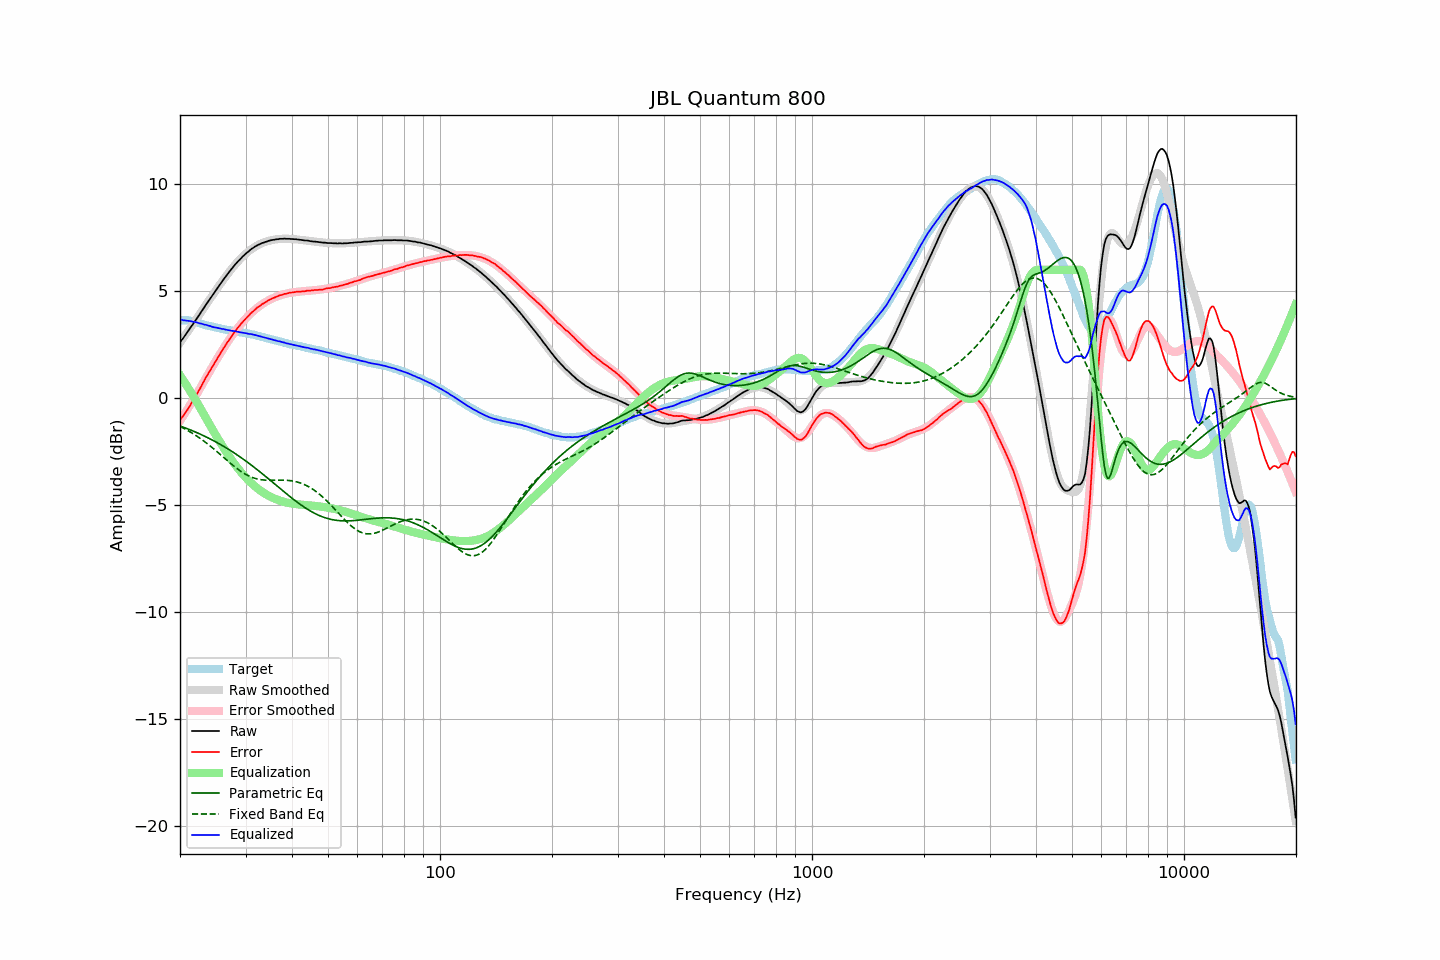 JBL Quantum 800
Amplitude (dBr)
10
5
0
−5
−10
−15
−20
Target
Raw Smoothed
Error Smoothed
Raw
Error
Equalization
Parametric Eq
Fixed Band Eq
Equalized
100
1000
10000
Frequency (Hz)